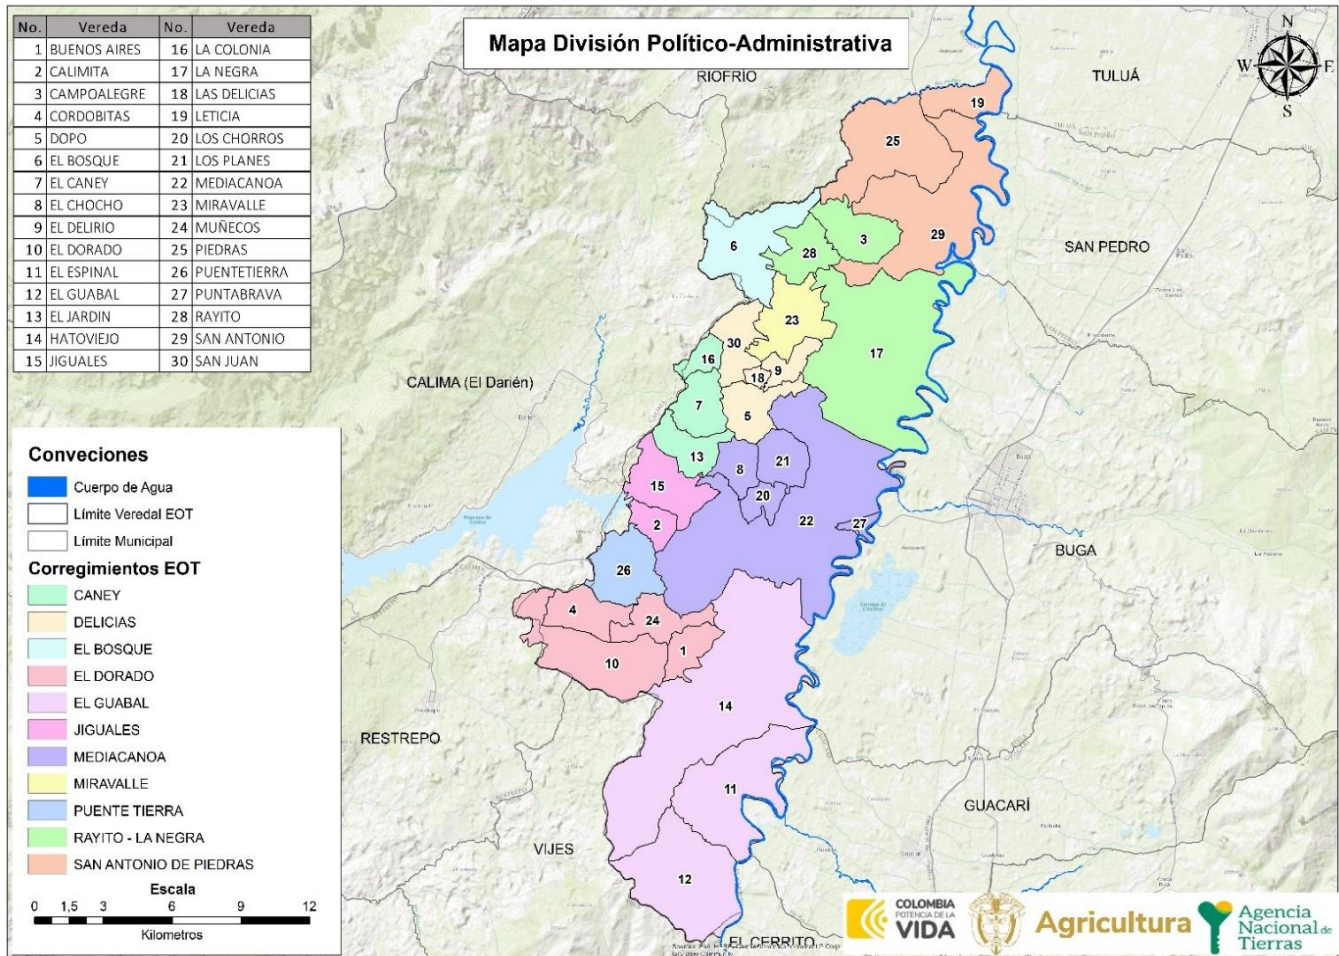 Mapa División Político-Administrativa
No. Vereda No. Vereda
1 BUENOS AIRES 16 LA COLONIA
2 CALIMITA 17 LA NEGRA
3 CAMPOALEGRE 18 LAS DELICIAS
4 CORDOBITAS 19 LETICIA
5 DOPO 20 LOS CHORROS
6 EL BOSQUE 21 LOS PLANES
7 EL CANEY 22 MEDIACANOA
8 EL CHOCHO 23 MIRAVALLE
9 EL DELIRIO 24 MUÑECOS
10 EL DORADO 25 PIEDRAS
11 EL ESPINAL 26 PUENTETIERRA
12 EL GUABAL 27 PUNTABRAVA
13 EL JARDIN 28 RAYITO
14 HATOVIEJO 29 SAN ANTONIO
15 JIGUALES 30 SAN JUAN
N
W E
S
RIOFRÍO
TULUÁ
19
25
29
SAN PEDRO
6
28
3
23
17
30
16
18
9
CALIMA (El Darién)
7
5
13
8
21
15
20
2
22
27
BUGA
26
4
24
1
10
14
RESTREPO
11
GUACARÍ
VIJES
12
EL CERRITO
Conveciones
Cuerpo de Agua
Límite Veredal EOT
Límite Municipal
Corregimientos EOT
CANEY
DELICIAS
EL BOSQUE
EL DORADO
EL GUABAL
JIGUALES
MEDIACANOA
MIRAVALLE
PUENTE TIERRA
RAYITO - LA NEGRA
SAN ANTONIO DE PIEDRAS
Escala
0 1,5 3 6 9 12
Kilometros
COLOMBIA
POTENCIA DE LA
VIDA
Agricultura
Agencia
Nacional de
Tierras